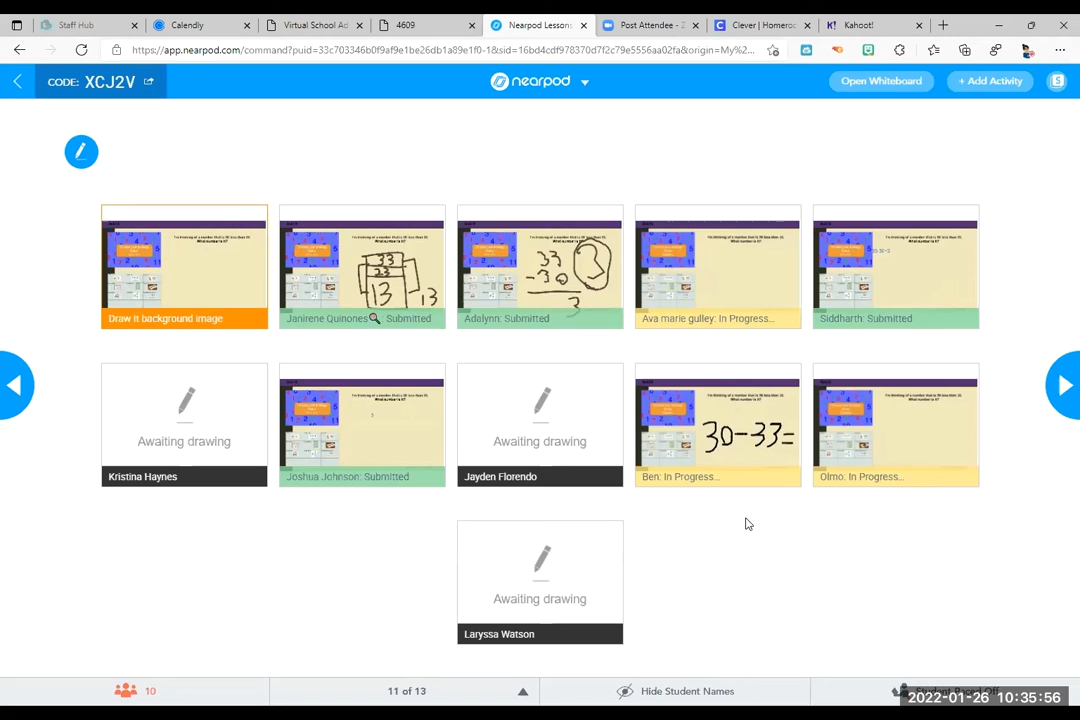 Staff Hub
Calendly
Virtual School Ad
4609
Nearpod Lessons
Post Attendee - Z
Clever | Homeroc
Kahoot!
https://app.nearpod.com/command?puid=33c703346b0f9af9e1be26db1a89e1f0-1&sid=16bd4cdf978370d7f2c79e5556aa02fa&origin=My%2...
CODE: XCJ2V
nearpod
Open Whiteboard
+ Add Activity
S
Draw It background image
33
23
13
13
Janirene Quinones
Submitted
33
-30
3
3
Adalynn: Submitted
Ava marie gulley: In Progress...
Siddharth: Submitted
Awaiting drawing
Kristina Haynes
Joshua Johnson: Submitted
Awaiting drawing
Jayden Florendo
30-33=
Ben: In Progress...
Olmo: In Progress...
Awaiting drawing
Laryssa Watson
10
11 of 13
Hide Student Names
2022-01-26 10:35:56